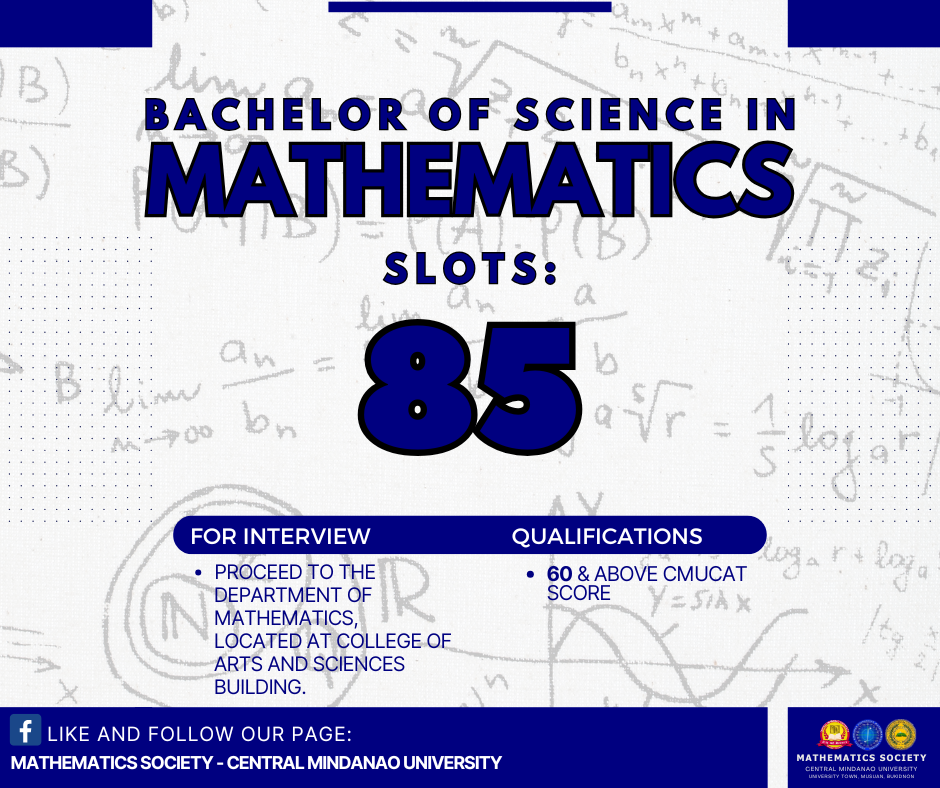 BACHELOR OF SCIENCE IN
MATHEMATICS
SLOTS:
85
FOR INTERVIEW
• PROCEED TO THE
DEPARTMENT OF
MATHEMATICS,
LOCATED AT COLLEGE OF
ARTS AND SCIENCES
BUILDING.
QUALIFICATIONS
• 60 & ABOVE CMUCAT
SCORE
LIKE AND FOLLOW OUR PAGE:
MATHEMATICS SOCIETY - CENTRAL MINDANAO UNIVERSITY
MATHEMATICS SOCIETY
CENTRAL MINDANAO UNIVERSITY
UNIVERSITY TOWN, MUSUAN, BUKIDNON
y = sin x